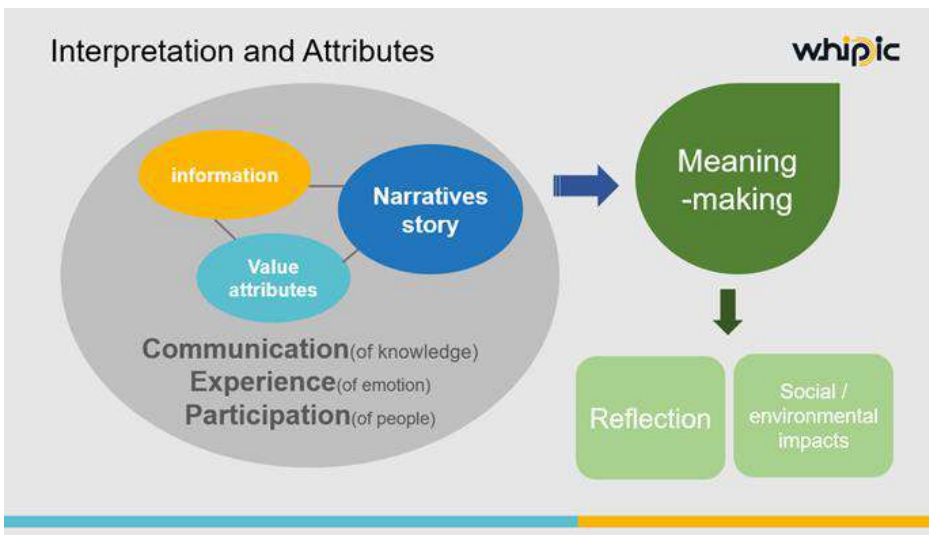 Interpretation and Attributes
whipic
information
Narratives
story
Value
attributes
Communication(of knowledge)
Experience(of emotion)
Participation(of people)
Meaning
-making
Reflection
Social /
environmental
impacts